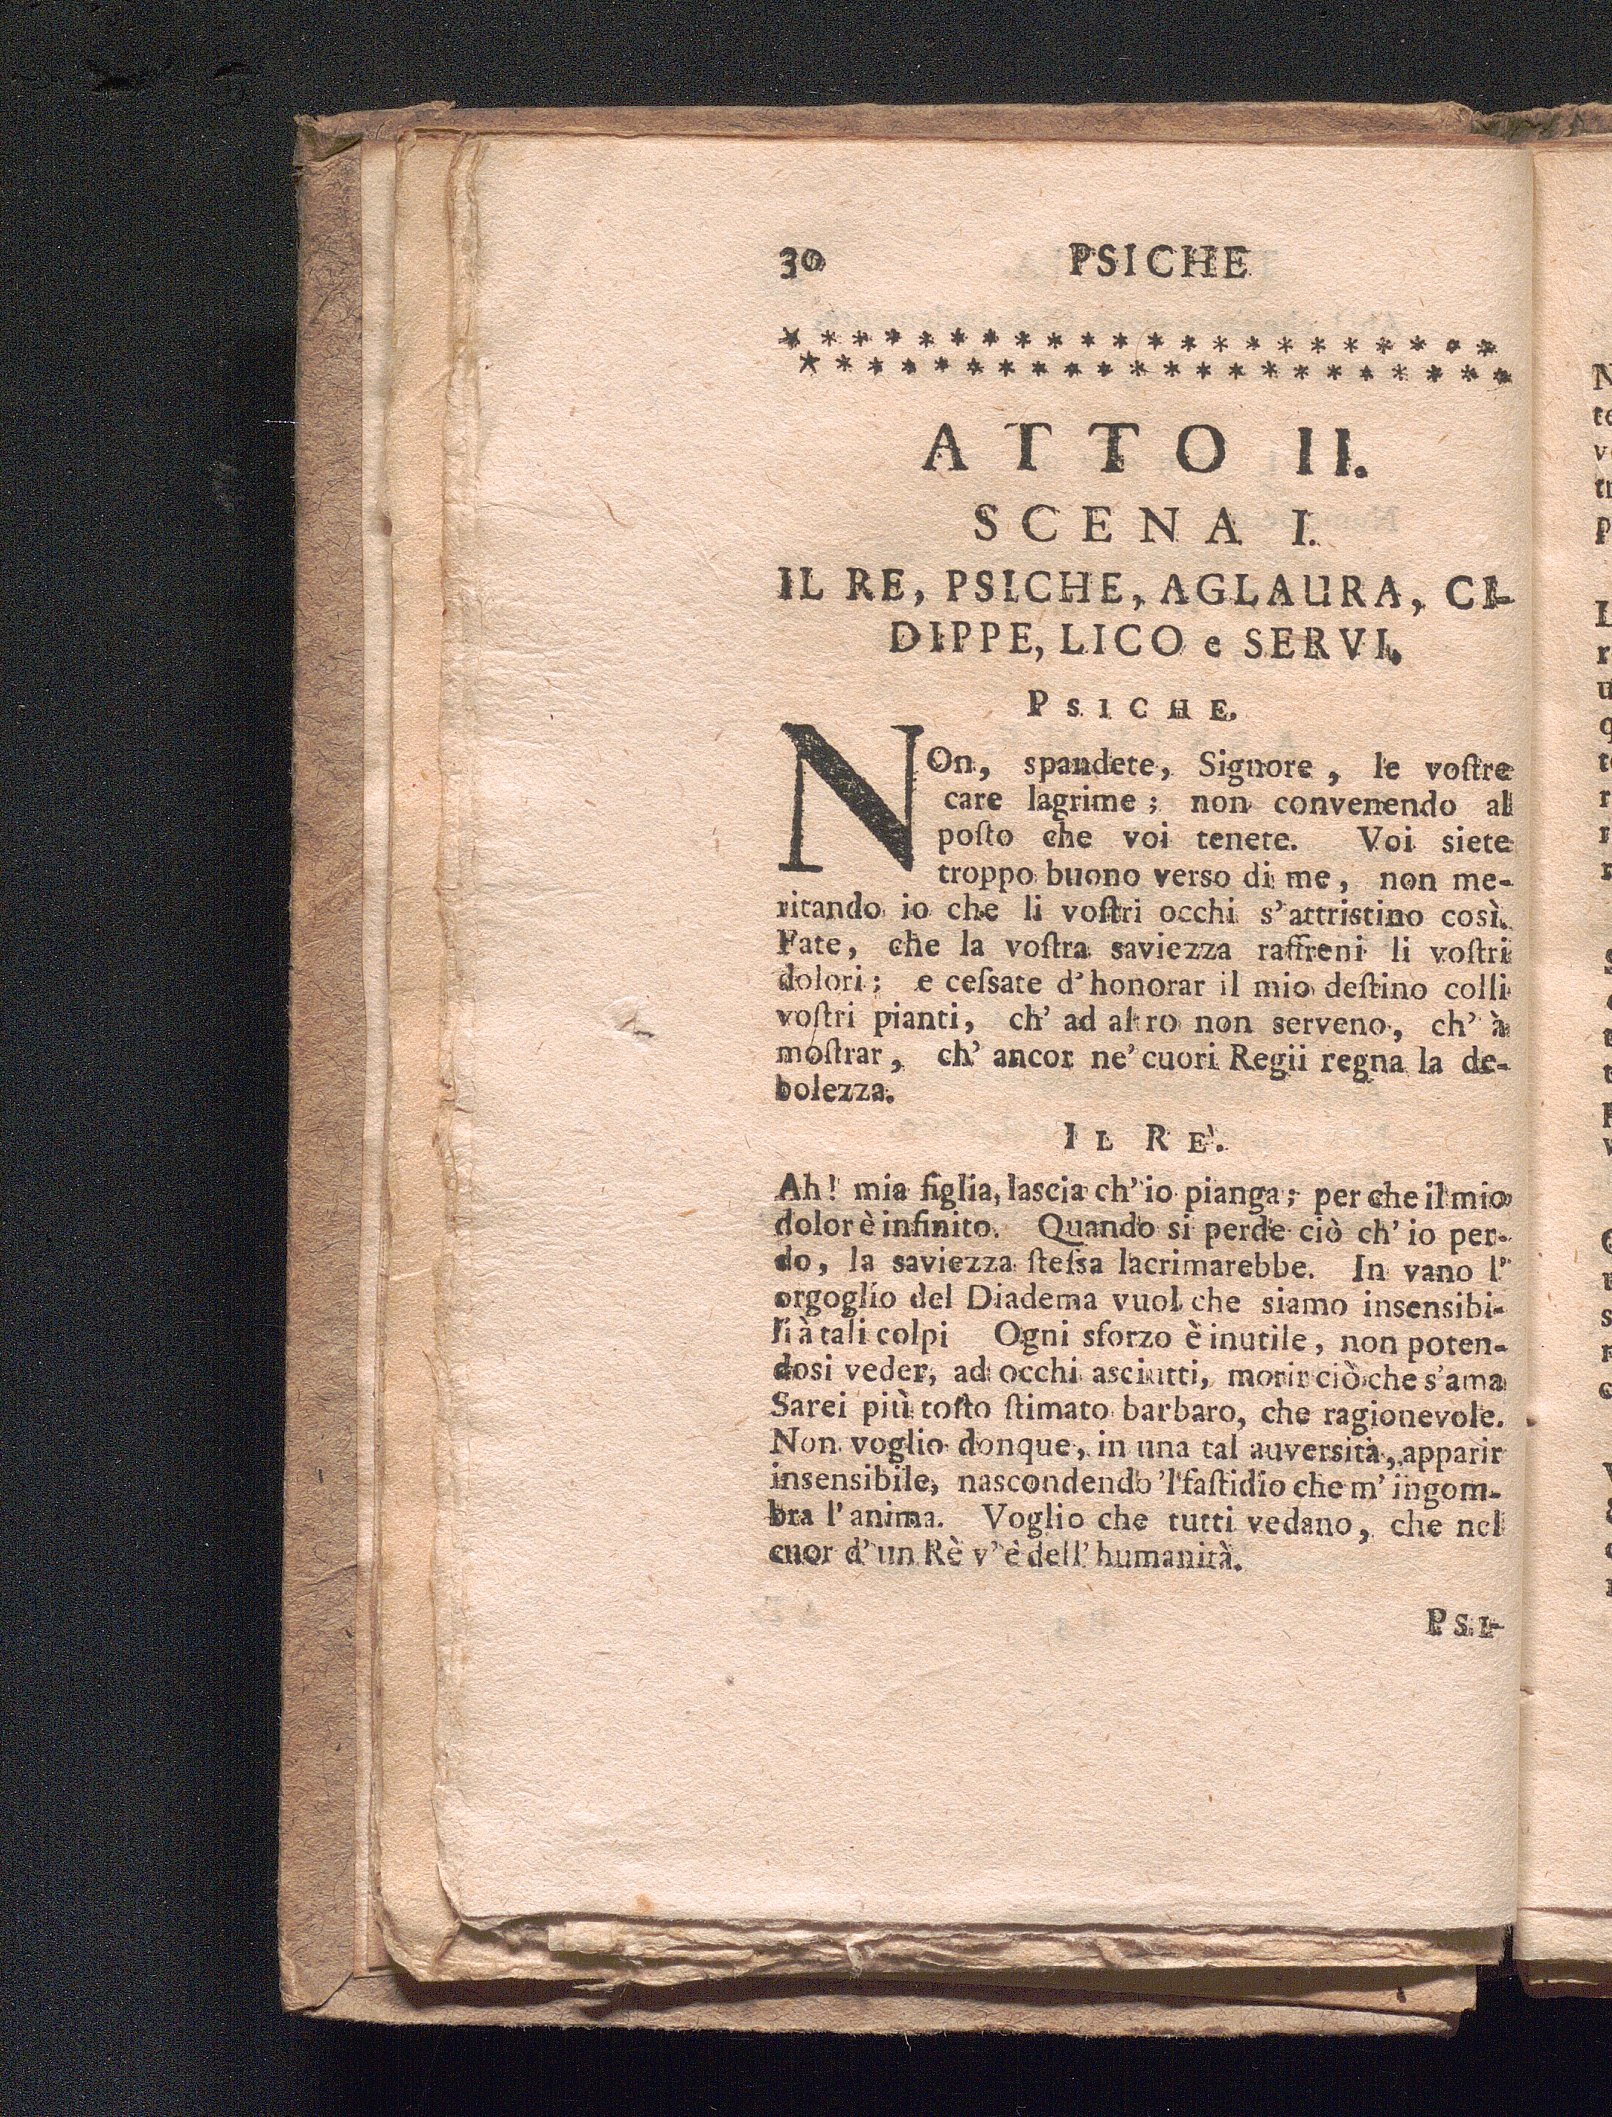 30 PSICHE
* * * * * * * * * * * * * * * * * * * * * *
* * * * * * * * * * * * * * * * * * * * * *
ATTO II.
SCENA I.
IL RE, PSICHE, AGLAURA, CI-
DIPPE, LICO e SERVI.
PSICHE.
NOn, spandete, Signore, le voſtre
care lagrime; non convenendo al
poſto che voi tenete. Voi siete
troppo buono verso di me, non me-
ritando io che li voſtri occhi s'attristino così.
Fate, che la voſtra saviezza raffreni li voſtri
dolori; e ceſsate d'honorar il mio deſtino colli
voſtri pianti, ch' ad altro non serveno, ch' à
moſtrar, ch' ancor ne' cuori Regii regna la de-
bolezza.
IL RE'.
Ah! mia figlia, lascia ch' io pianga; per che il mio
dolor è infinito. Quando si perde ciò ch' io per-
do, la saviezza ſteſsa lacrimarebbe. In vano l'
orgoglio del Diadema vuol che siamo insensibi-
li à tali colpi Ogni sforzo è inutile, non poten-
dosi veder, ad occhi asciutti, morir ciò che s'ama
Sarei più toſto ſtimato barbaro, che ragionevole.
Non voglio donque, in una tal auversità, apparir
insensibile, nascondendo 'l faſtidio che m' ingom-
bra l'anima. Voglio che tutti vedano, che nel
cuor d' un Rè v' è dell' humanità.
PSI-